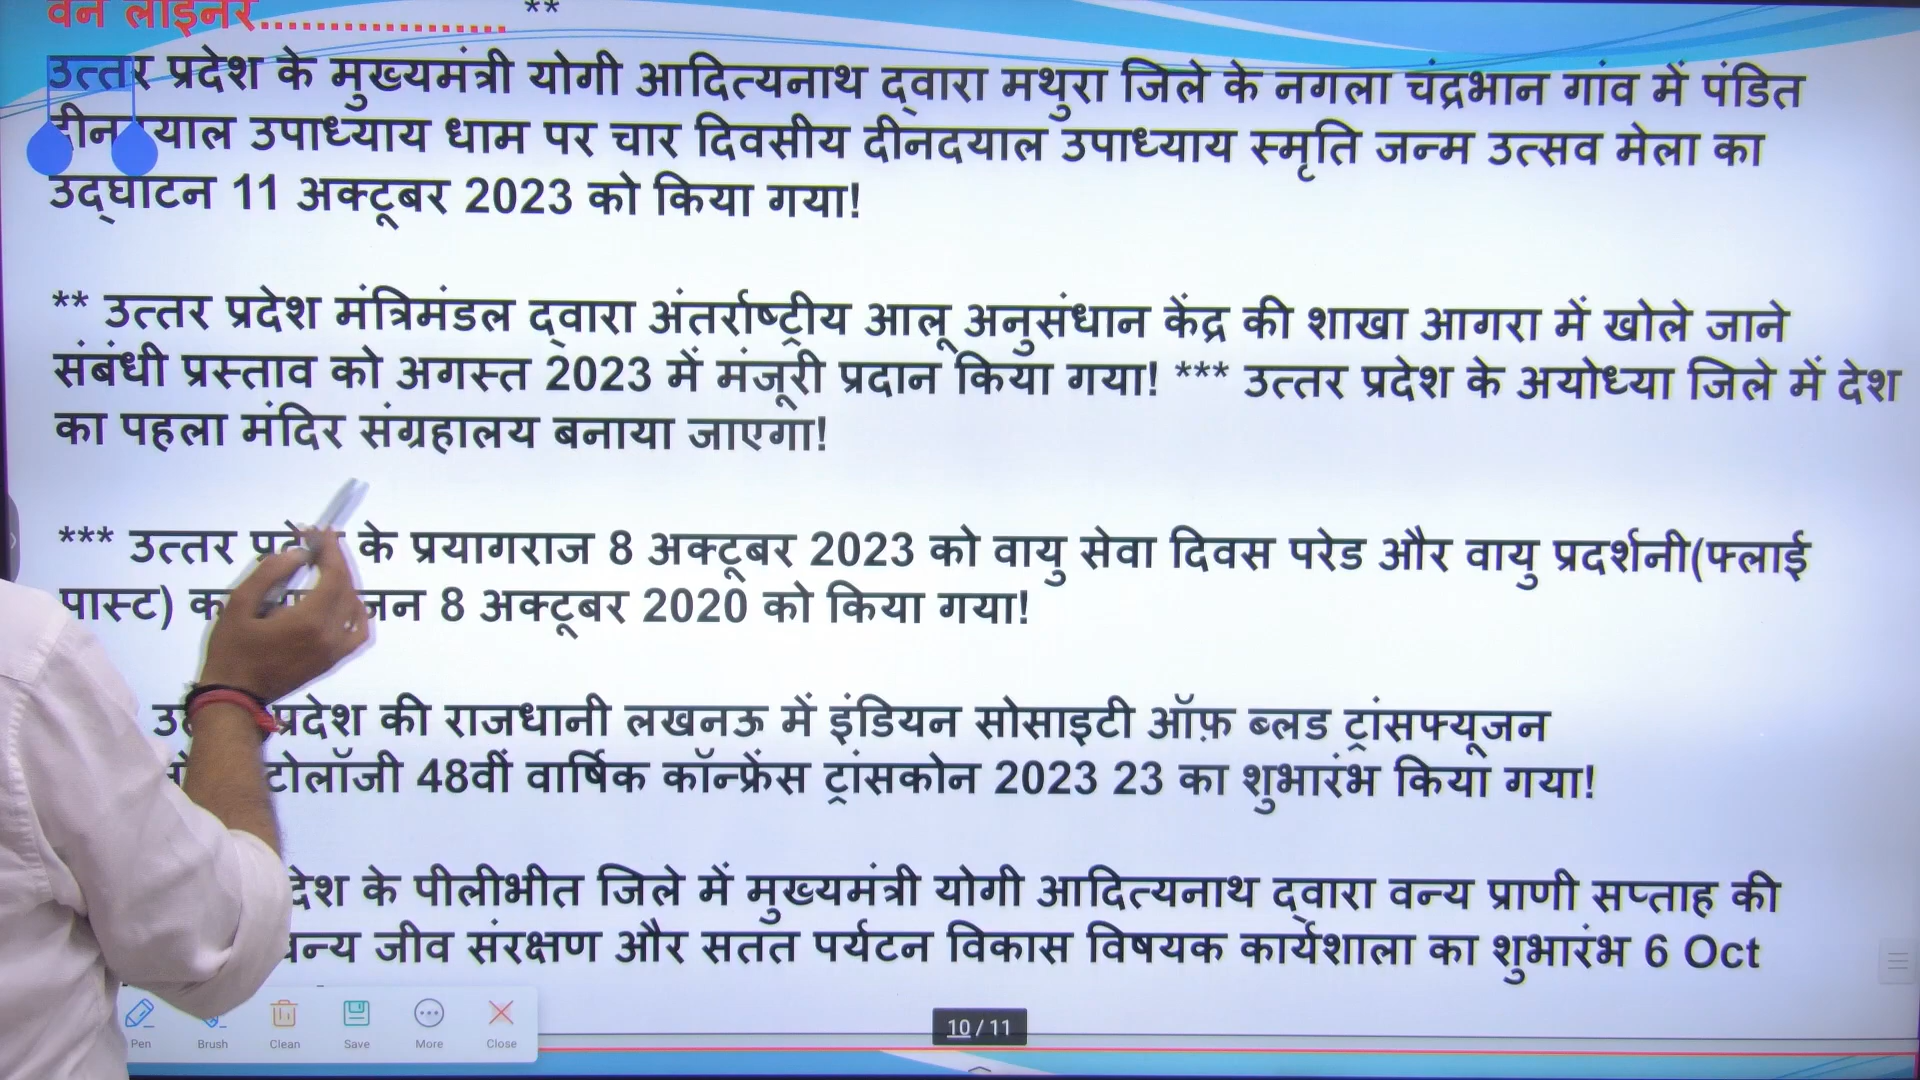 वन लाइनर................... **
उत्तर प्रदेश के मुख्यमंत्री योगी आदित्यनाथ द्वारा मथुरा जिले के नगला चंद्रभान गांव में पंडित
दीनदयाल उपाध्याय धाम पर चार दिवसीय दीनदयाल उपाध्याय स्मृति जन्म उत्सव मेला का
उद्घाटन 11 अक्टूबर 2023 को किया गया!
** उत्तर प्रदेश मंत्रिमंडल द्वारा अंतर्राष्ट्रीय आलू अनुसंधान केंद्र की शाखा आगरा में खोले जाने
संबंधी प्रस्ताव को अगस्त 2023 में मंजूरी प्रदान किया गया! *** उत्तर प्रदेश के अयोध्या जिले में देश
का पहला मंदिर संग्रहालय बनाया जाएगा!
*** उत्तर के प्रयागराज 8 अक्टूबर 2023 को वायु सेवा दिवस परेड और वायु प्रदर्शनी(फ्लाई
पास्ट) 8 अक्टूबर 2020 को किया गया!
प्रदेश की राजधानी लखनऊ में इंडियन सोसाइटी ऑफ़ ब्लड ट्रांसफ्यूजन
48वीं वार्षिक कॉन्फ्रेंस ट्रांसकोन 2023 23 का शुभारंभ किया गया!
के पीलीभीत जिले में मुख्यमंत्री योगी आदित्यनाथ द्वारा वन्य प्राणी सप्ताह की
वन्य जीव संरक्षण और सतत पर्यटन विकास विषयक कार्यशाला का शुभारंभ 6 Oct
Pen Brush Clean Save More Close
10 / 11